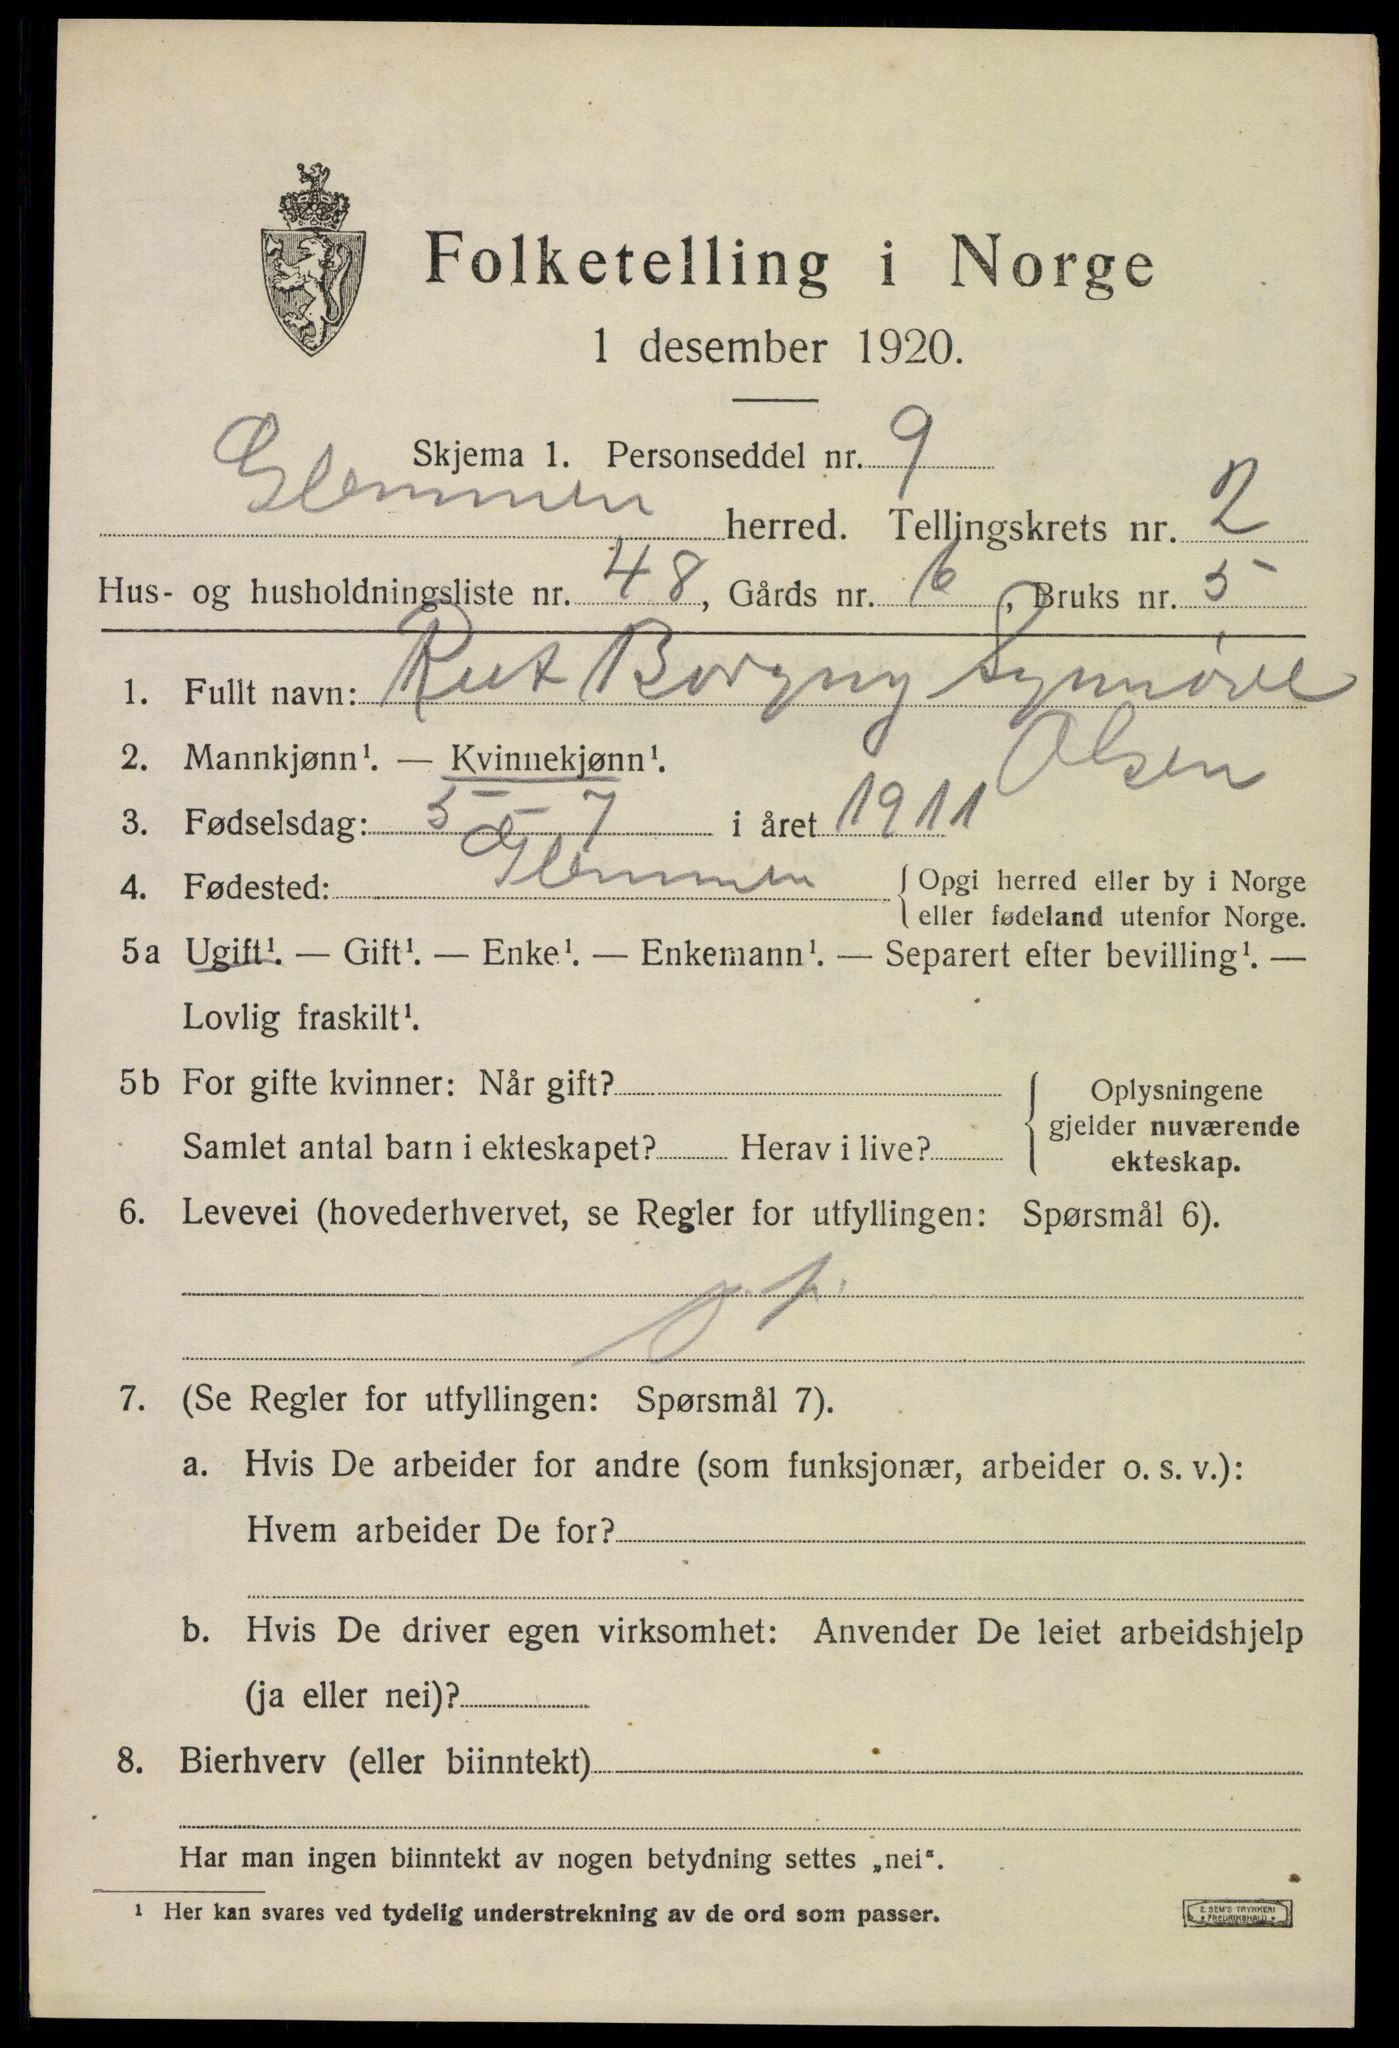 Folketelling i Norge
1 desember 1920.
Skjema 1. Personseddel nr. 9
Glemmen herred. Tellingskrets nr. 2
Hus- og husholdningsliste nr. 48, Gårds nr. 6, Bruks nr. 5
1. Fullt navn: Rut Borgny Synnøve
Olsen
2. Mannkjønn¹. — Kvinnekjønn¹.
3. Fødselsdag: 5 - 7 i året 1911
4. Fødested: Glemmen { Opgi herred eller by i Norge
eller fødeland utenfor Norge.
5a Ugift¹. — Gift¹. — Enke¹. — Enkemann¹. — Separert efter bevilling¹. —
Lovlig fraskilt¹.
5b For gifte kvinner: Når gift?
Samlet antal barn i ekteskapet? Herav i live?
{ Oplysningene
gjelder nuværende
ekteskap.
6. Levevei (hovederhvervet, se Regler for utfyllingen: Spørsmål 6).
7. (Se Regler for utfyllingen: Spørsmål 7).
a. Hvis De arbeider for andre (som funksjonær, arbeider o. s. v.):
Hvem arbeider De for?
b. Hvis De driver egen virksomhet: Anvender De leiet arbeidshjelp
(ja eller nei)?
8. Bierhverv (eller biinntekt)
Har man ingen biinntekt av nogen betydning settes „nei“.
¹ Her kan svares ved tydelig understrekning av de ord som passer.
E. SEM'S TRYKKERI
FREDRIKSHALD